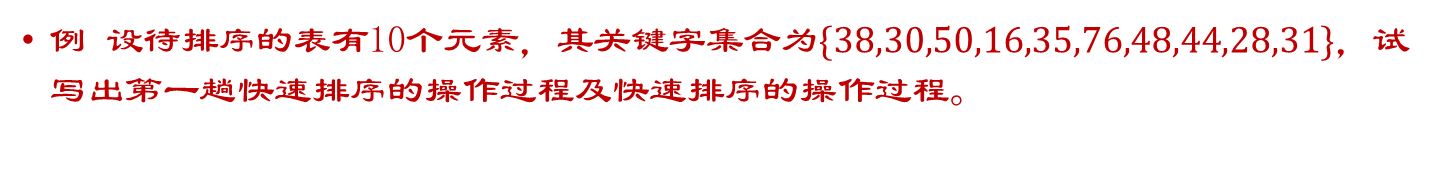 • 例 设待排序的表有10个元素，其关键字集合为{38,30,50,16,35,76,48,44,28,31}，试
写出第一趟快速排序的操作过程及快速排序的操作过程。